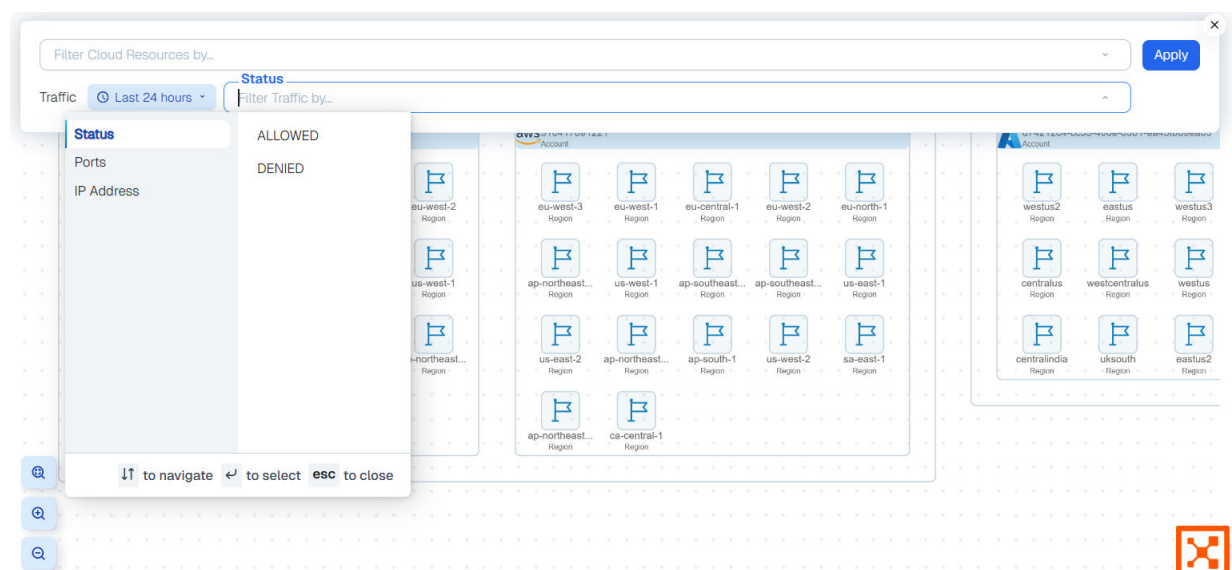 Filter Cloud Resources by...
Apply
Status
Traffic
Last 24 hours
Filter Traffic by...
Status
ALLOWED
Ports
DENIED
IP Address
aws
Account
Account
eu-west-2
Region
eu-west-3
Region
eu-west-1
Region
eu-central-1
Region
eu-west-2
Region
eu-north-1
Region
westus2
Region
eastus
Region
westus3
Region
us-west-1
Region
ap-northeast...
Region
us-west-1
Region
ap-southeast...
Region
ap-southeast...
Region
us-east-1
Region
centralus
Region
westcentralus
Region
westus
Region
-northeast...
Region
us-east-2
Region
ap-northeast...
Region
ap-south-1
Region
us-west-2
Region
sa-east-1
Region
centralindia
Region
uksouth
Region
eastus2
Region
ap-northeast...
Region
ca-central-1
Region
to navigate
to select
esc to close